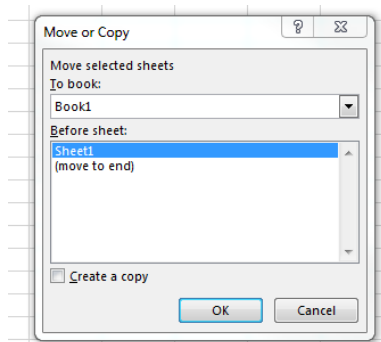 Move or Copy
Move selected sheets
To book:
Book1
Before sheet:
Sheet1
(move to end)
Create a copy
OK Cancel